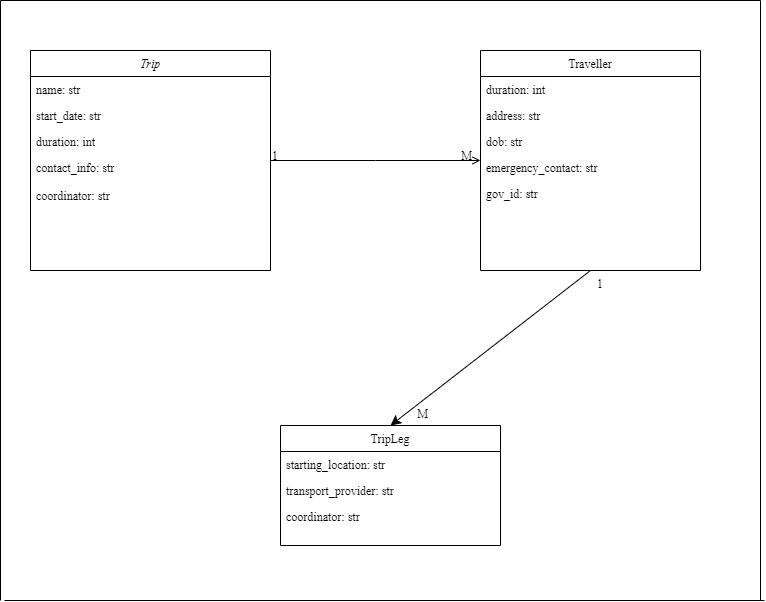 Trip
name: str
start_date: str
duration: int
contact_info: str
coordinator: str
1
M
Traveller
duration: int
address: str
dob: str
emergency_contact: str
gov_id: str
1
M
TripLeg
starting_location: str
transport_provider: str
coordinator: str